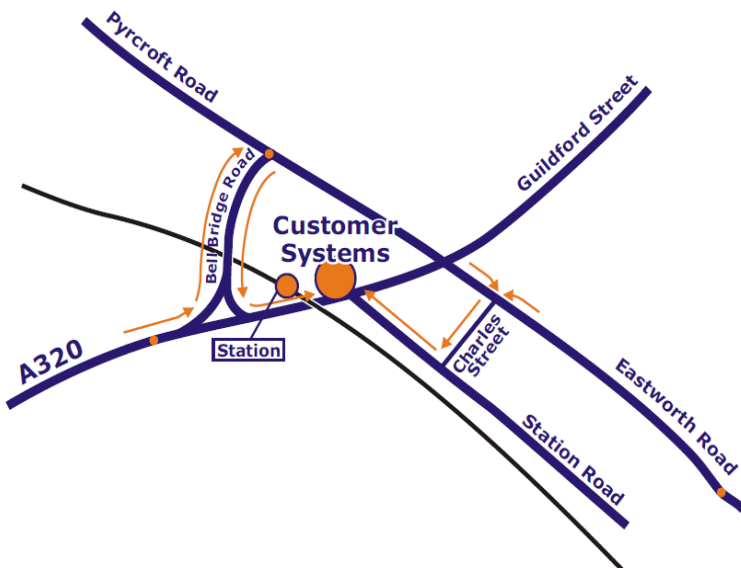 Pyrcroft Road
Guildford Street
Bell Bridge Road
Customer
Systems
Station
A320
Charles
Street
Eastworth Road
Station Road